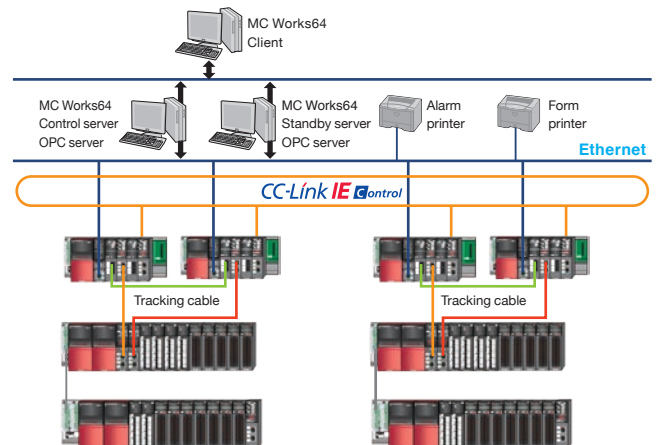 MC Works64
Client
MC Works64
Control server
OPC server
MC Works64
Standby server
OPC server
Alarm
printer
Form
printer
Ethernet
CC-Link IE Control
Tracking cable
Tracking cable